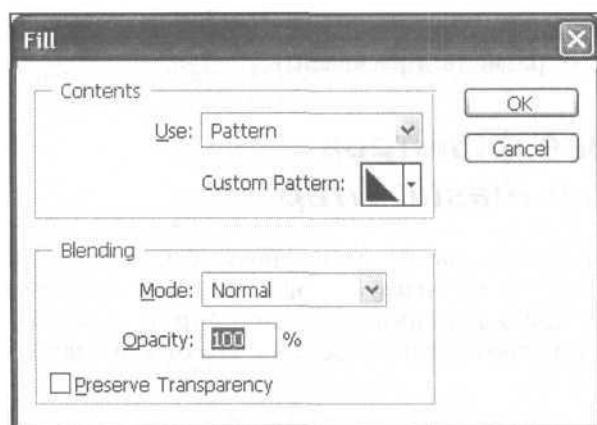 Fill
Contents
Use: Pattern
Custom Pattern:
OK
Cancel
Blending
Mode: Normal
Opacity: 100 %
Preserve Transparency